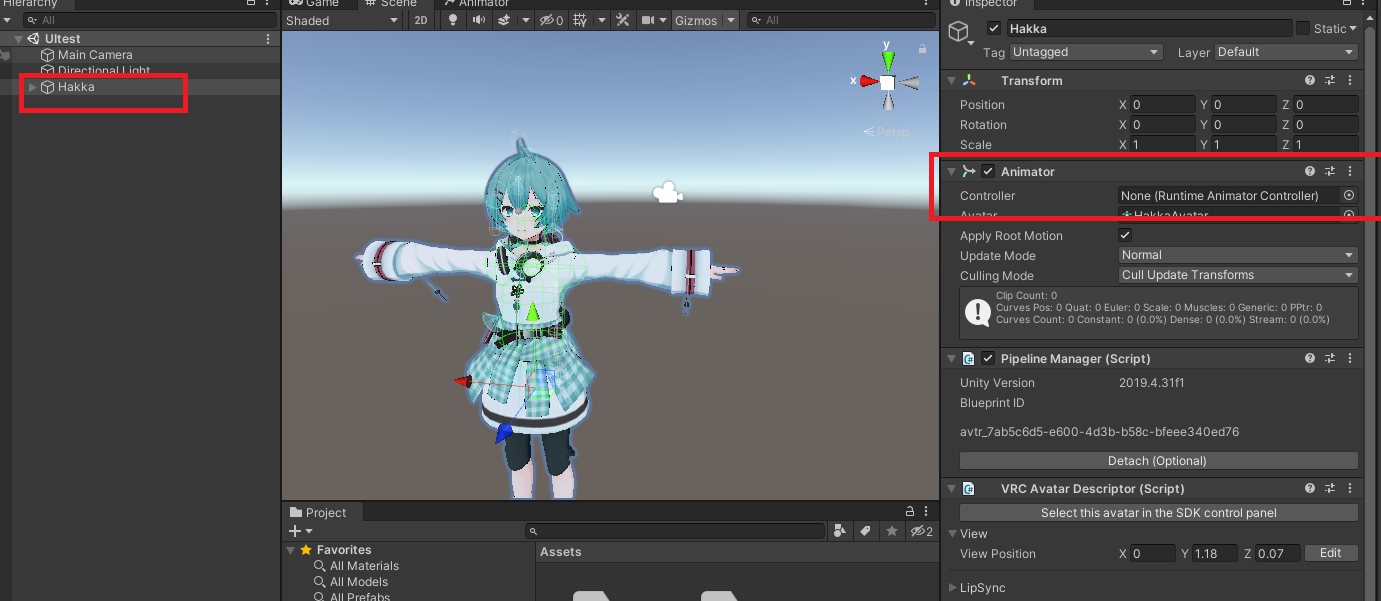 Hierarchy
All
UItest
Main Camera
Directional Light
Hakka
Game
Scene
Animator
Shaded
2D
0
Gizmos
All
y
x
Persp
Project
2
Favorites
All Materials
All Models
All Prefabs
Assets
Inspector
Hakka
Static
Tag Untagged Layer Default
Transform
Position X 0 Y 0 Z 0
Rotation X 0 Y 0 Z 0
Scale X 1 Y 1 Z 1
Animator
Controller None (Runtime Animator Controller)
Avatar HakkaAvatar
Apply Root Motion
Update Mode Normal
Culling Mode Cull Update Transforms
Clip Count: 0
Curves Pos: 0 Quat: 0 Euler: 0 Scale: 0 Muscles: 0 Generic: 0 PPtr: 0
Curves Count: 0 Constant: 0 (0.0%) Dense: 0 (0.0%) Stream: 0 (0.0%)
Pipeline Manager (Script)
Unity Version 2019.4.31f1
Blueprint ID
avtr_7ab5c6d5-e600-4d3b-b58c-bfeee340ed76
Detach (Optional)
VRC Avatar Descriptor (Script)
Select this avatar in the SDK control panel
View
View Position X 0 Y 1.18 Z 0.07 Edit
LipSync